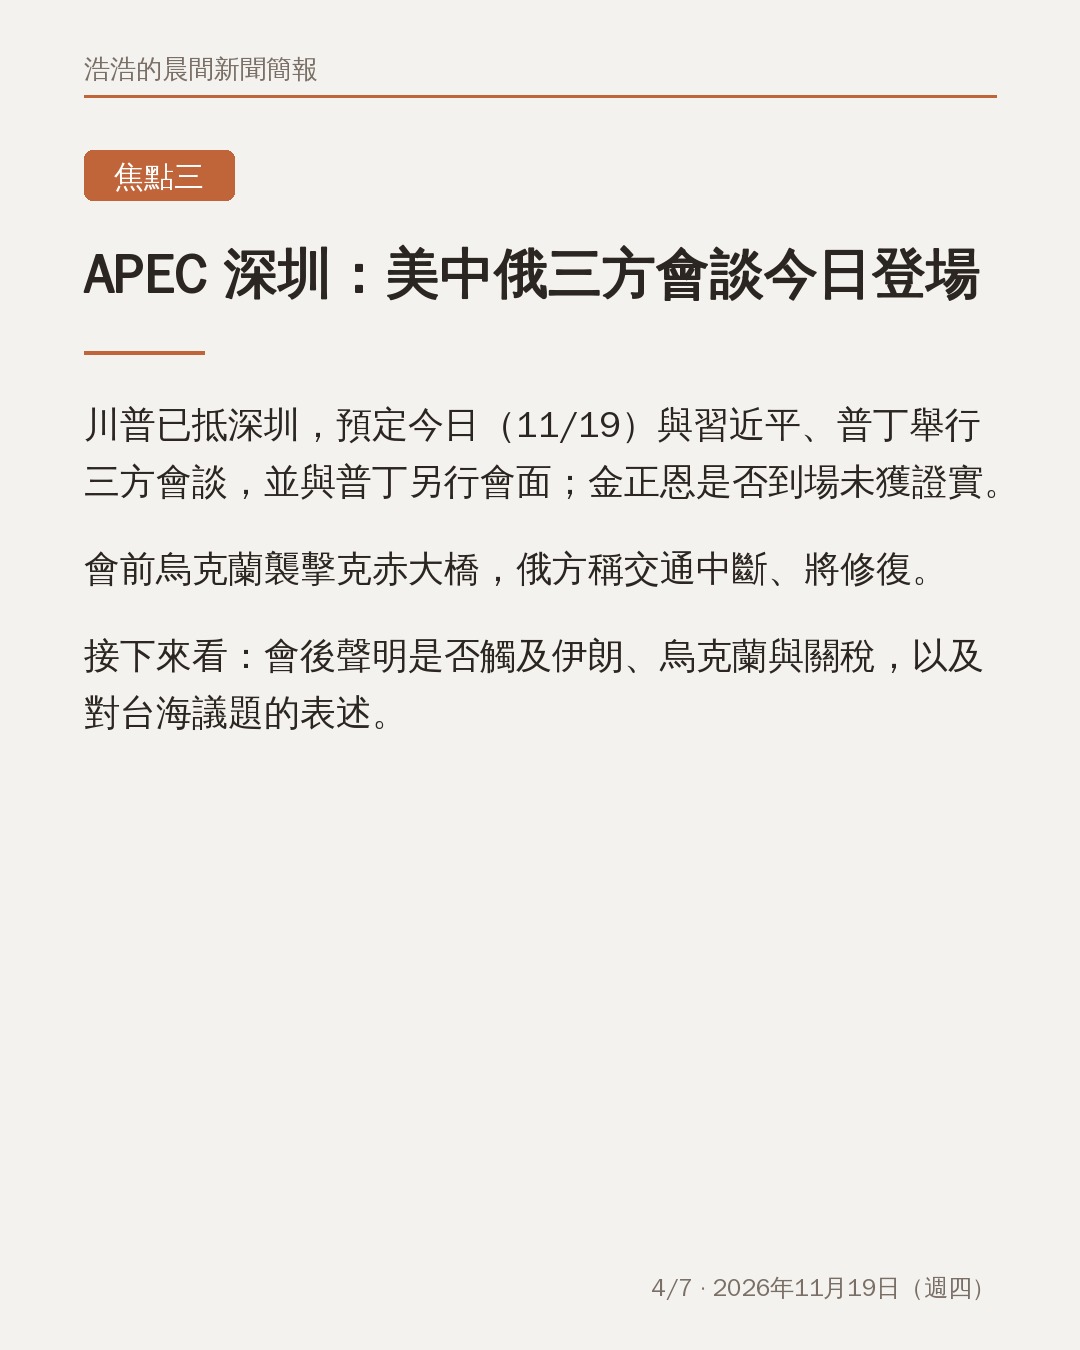 浩浩的晨間新聞簡報
焦點三
APEC 深圳：美中俄三方會談今日登場
川普已抵深圳，預定今日（11/19）與習近平、普丁舉行
三方會談，並與普丁另行會面；金正恩是否到場未獲證實。
會前烏克蘭襲擊克赤大橋，俄方稱交通中斷、將修復。
接下來看：會後聲明是否觸及伊朗、烏克蘭與關稅，以及
對台海議題的表述。
4/7 · 2026年11月19日（週四）